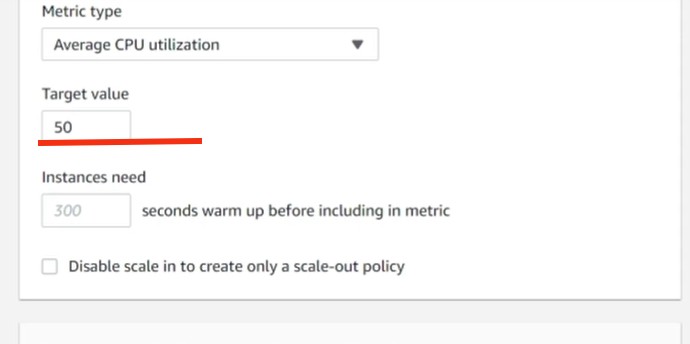 Metric type
Average CPU utilization
Target value
50
Instances need
300 seconds warm up before including in metric
Disable scale in to create only a scale-out policy